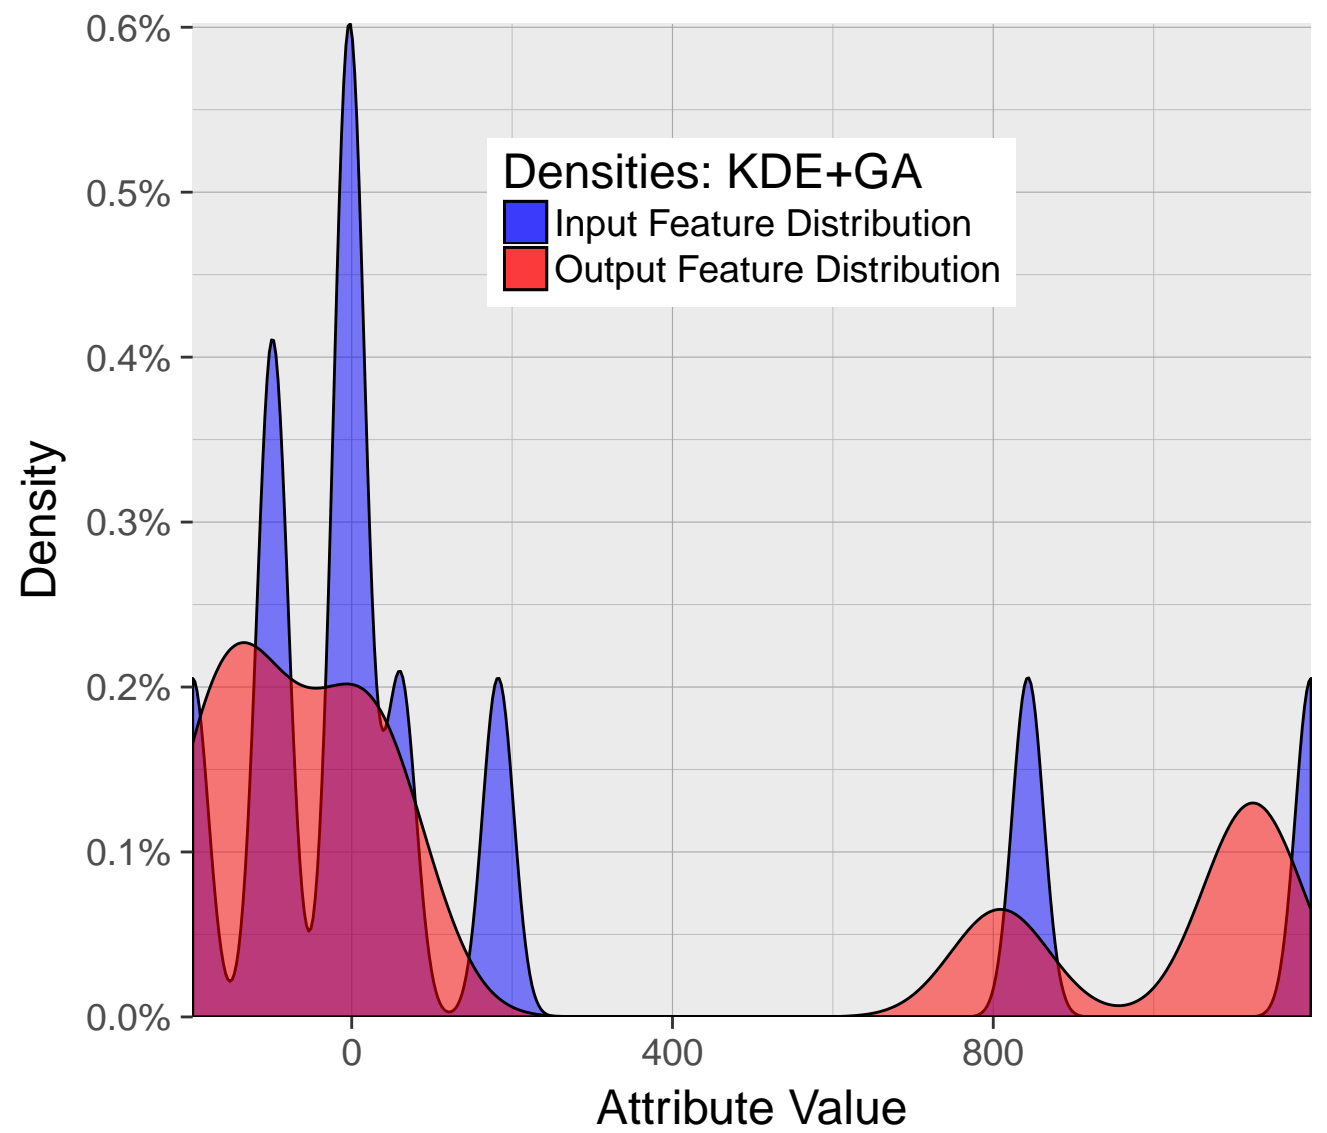 0.6%
0.5%
0.4%
0.3%
0.2%
0.1%
0.0%
Density
Densities: KDE+GA
Input Feature Distribution
Output Feature Distribution
0 400 800
Attribute Value